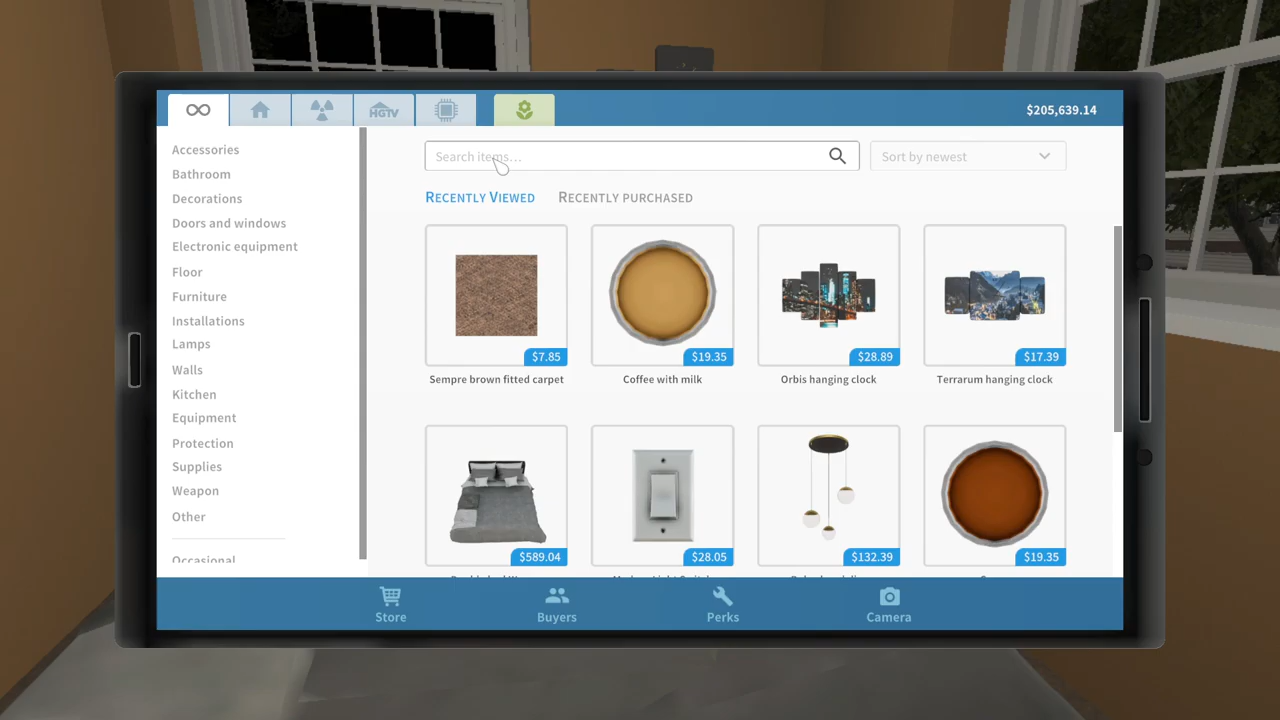 HGTV
$205,639.14
Search items...
Sort by newest
RECENTLY VIEWED
RECENTLY PURCHASED
Accessories
Bathroom
Decorations
Doors and windows
Electronic equipment
Floor
Furniture
Installations
Lamps
Walls
Kitchen
Equipment
Protection
Supplies
Weapon
Other
Occasional
$7.85
$19.35
$28.89
$17.39
Sempre brown fitted carpet
Coffee with milk
Orbis hanging clock
Terrarum hanging clock
$589.04
$28.05
$132.39
$19.35
Store
Buyers
Perks
Camera